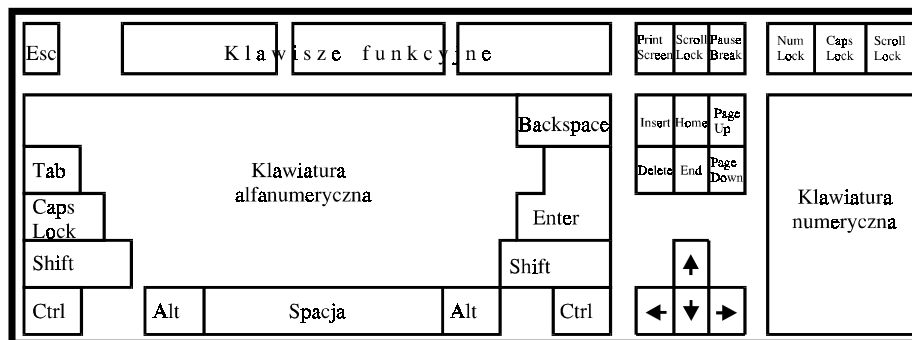 Esc
Klawisze funkcyjne
Print
Screen
Scroll
Lock
Pause
Break
Num
Lock
Caps
Lock
Scroll
Lock
Backspace
Insert
Home
Page
Up
Tab
Klawiatura
alfanumeryczna
Delete
End
Page
Down
Klawiatura
numeryczna
Caps
Lock
Enter
Shift
Shift
Ctrl
Alt
Spacja
Alt
Ctrl